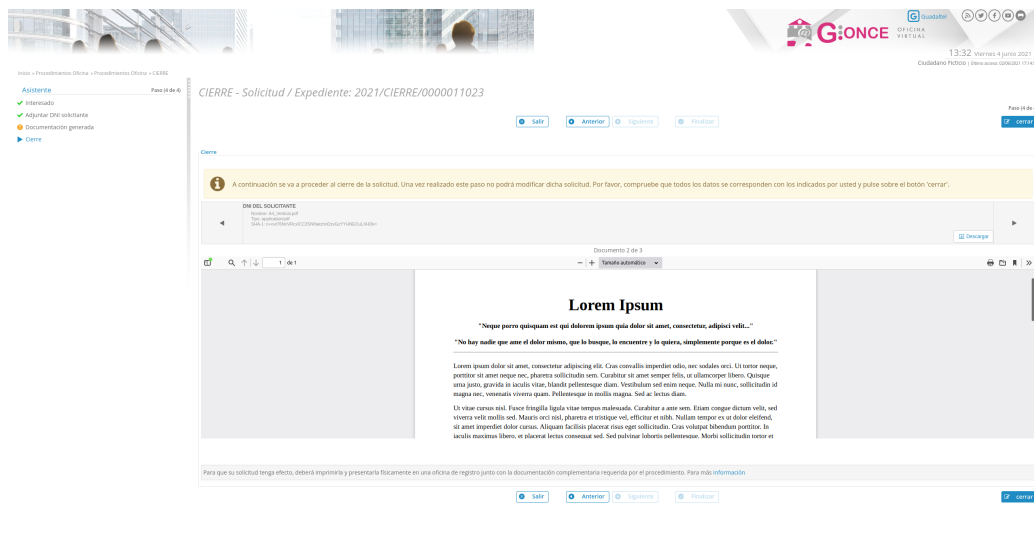 Guadaltel
G:ONCE OFICINA VIRTUAL
13:32 Viernes 4 junio 2021
Ciudadano Ficticio | Último acceso: 02/06/2021 17:14:
Inicio » Procedimientos Oficina » Procedimientos Oficina » CIERRE
Asistente Paso (4 de 4)
Interesado
Adjuntar DNI solicitante
Documentación generada
Cierre
CIERRE - Solicitud / Expediente: 2021/CIERRE/0000011023
Paso (4 de
Salir Anterior Siguiente Finalizar cerrar
Cierre
A continuación se va a proceder al cierre de la solicitud. Una vez realizado este paso no podrá modificar dicha solicitud. Por favor, compruebe que todos los datos se corresponden con los indicados por usted y pulse sobre el botón 'cerrar'.
DNI DEL SOLICITANTE
Tipo: application/pdf
Descargar
Documento 2 de 3
1 de 1 Tamaño automático
Lorem Ipsum
"Neque porro quisquam est qui dolorem ipsum quia dolor sit amet, consectetur, adipisci velit..."
"No hay nadie que ame el dolor mismo, que lo busque, lo encuentre y lo quiera, simplemente porque es el dolor."
Lorem ipsum dolor sit amet, consectetur adipiscing elit. Cras convallis imperdiet odio, nec sodales orci. Ut tortor neque,
porttitor sit amet neque nec, pharetra sollicitudin sem. Curabitur sit amet semper felis, ut ullamcorper libero. Quisque
urna justo, gravida in iaculis vitae, blandit pellentesque diam. Vestibulum sed enim neque. Nulla mi nunc, sollicitudin id
magna nec, venenatis viverra quam. Pellentesque in mollis magna. Sed ac lectus diam.
Ut vitae cursus nisl. Fusce fringilla ligula vitae tempus malesuada. Curabitur a ante sem. Etiam congue dictum velit, sed
viverra velit mollis sed. Mauris orci nisl, pharetra et tristique vel, efficitur et nibh. Nullam tempor ex ut dolor eleifend,
sit amet imperdiet dolor cursus. Aliquam facilisis placerat risus eget sollicitudin. Cras volutpat bibendum porttitor. In
iaculis maximus libero, et placerat lectus consequat sed. Sed pulvinar lobortis pellentesque. Morbi sollicitudin tortor et
Para que su solicitud tenga efecto, deberá imprimirla y presentarla físicamente en una oficina de registro junto con la documentación complementaria requerida por el procedimiento. Para más información
Salir Anterior Siguiente Finalizar cerrar